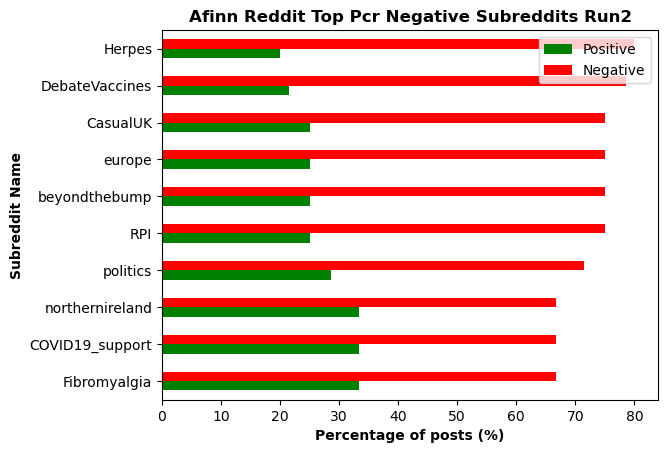 Afinn Reddit Top Pcr Negative Subreddits Run2
Positive
Negative
Subreddit Name
Herpes
DebateVaccines
CasualUK
europe
beyondthebump
RPI
politics
northernireland
COVID19_support
Fibromyalgia
0 10 20 30 40 50 60 70 80
Percentage of posts (%)